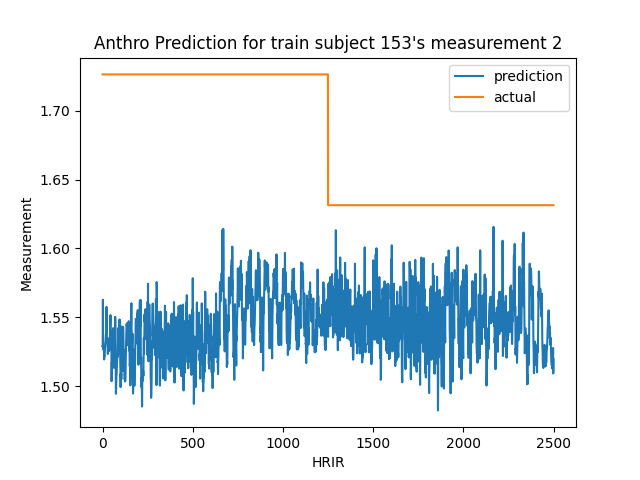 Anthro Prediction for train subject 153's measurement 2
prediction
actual
1.70
1.65
1.60
1.55
1.50
Measurement
0
500
1000
1500
2000
2500
HRIR